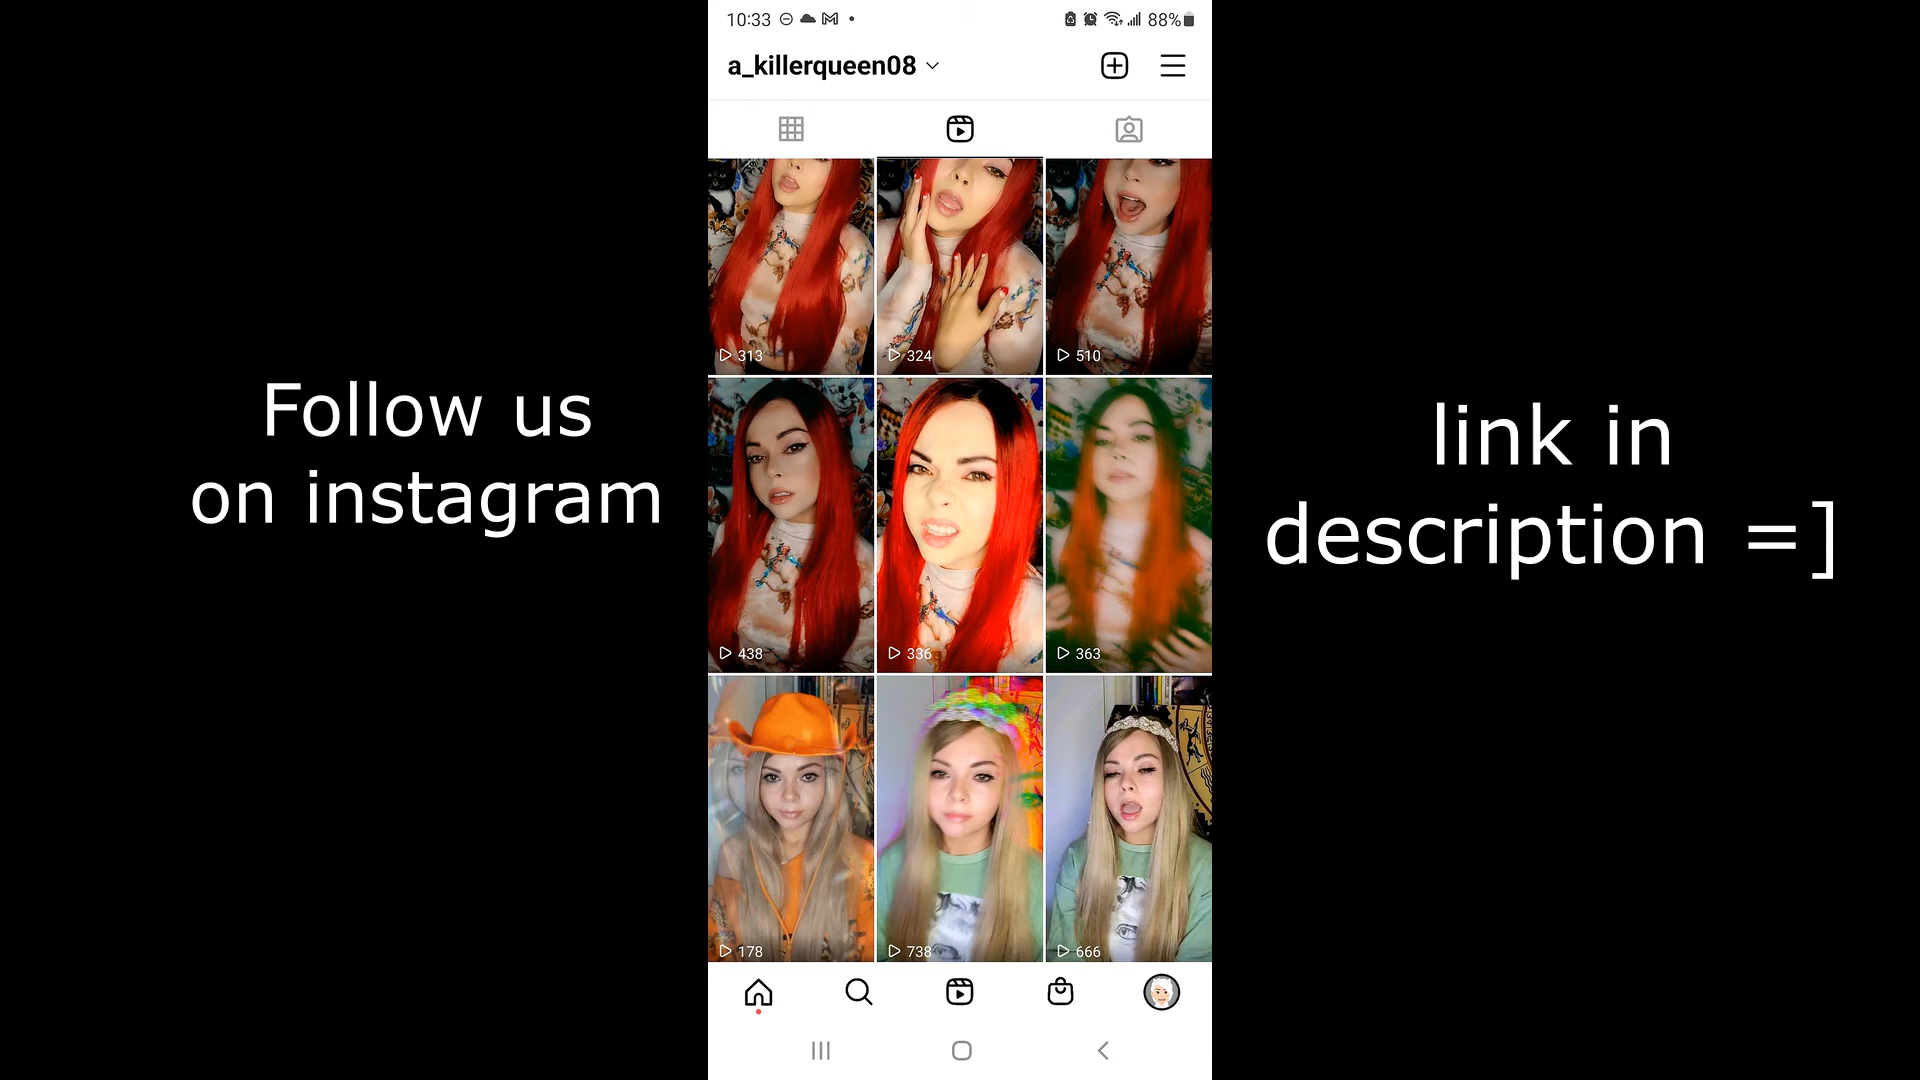 10:33
88%
a_killerqueen08
313
324
510
Follow us
on instagram
link in
description =]
438
336
363
178
738
666